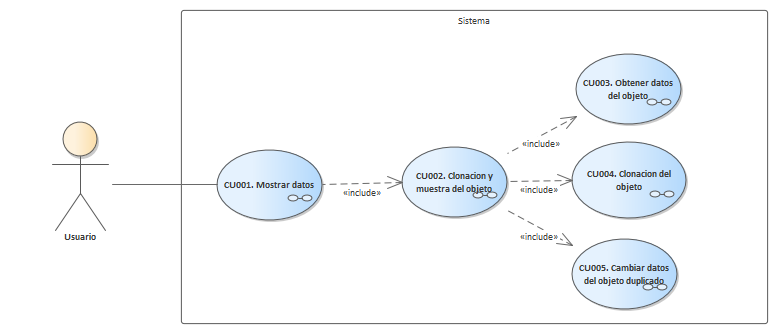 Sistema
CU003. Obtener datos
del objeto
«include»
CU001. Mostrar datos
«include»
CU002. Clonacion y
muestra del objeto
«include»
CU004. Clonacion del
objeto
«include»
CU005. Cambiar datos
del objeto duplicado
Usuario